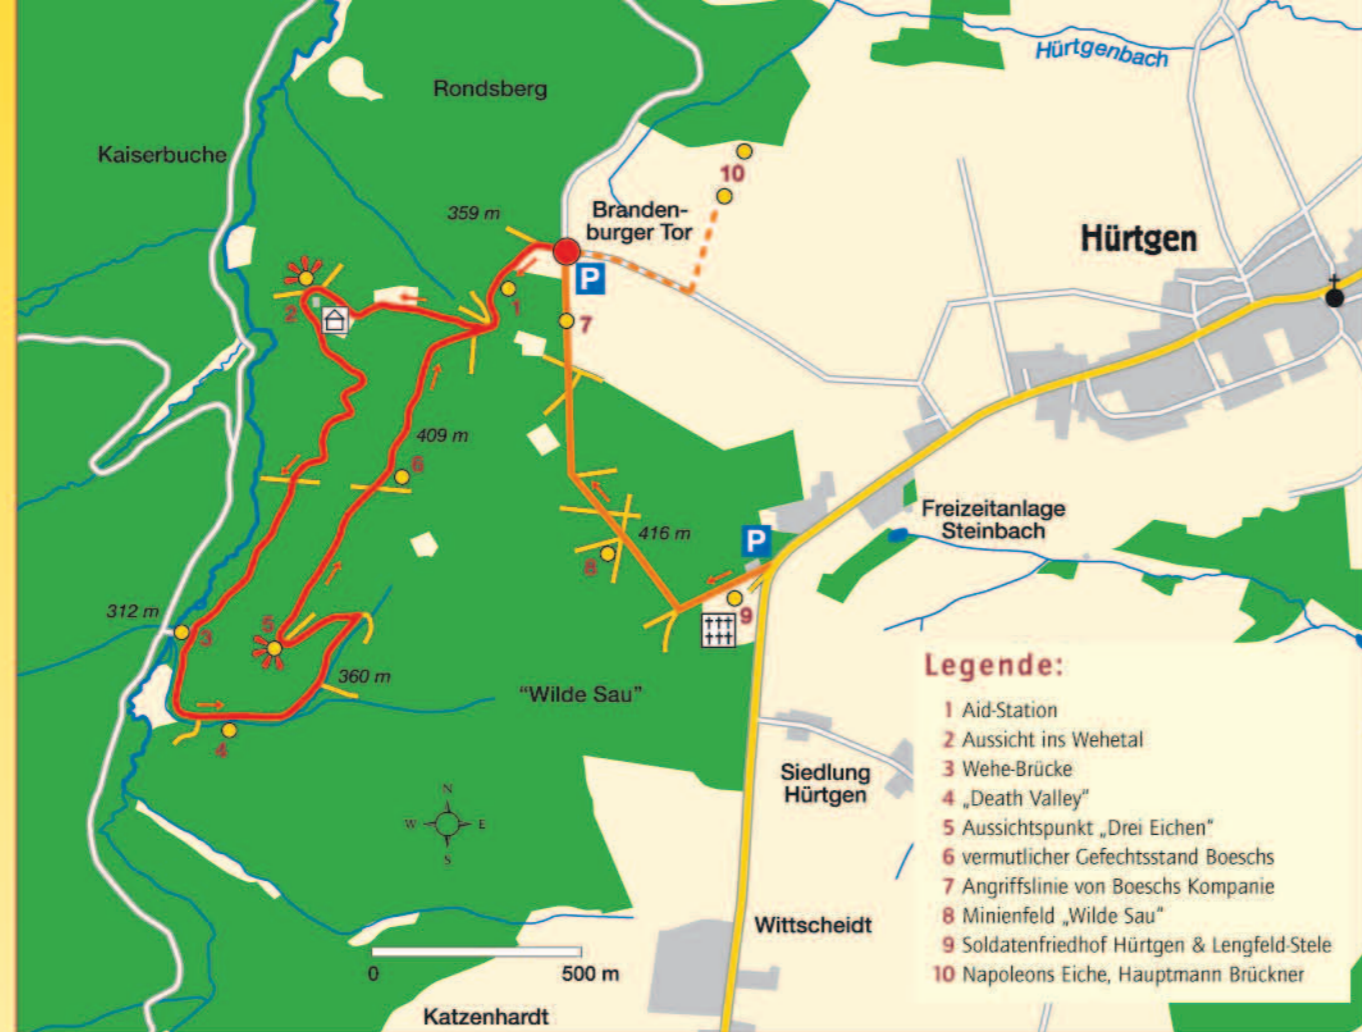 Hürtgenbach
Rondsberg
Kaiserbuche
10
359 m
Branden-
burger Tor
Hürtgen
P
2
1
7
409 m
6
Freizeitanlage
Steinbach
416 m
P
8
312 m
3
5
9
360 m
"Wilde Sau"
4
Siedlung
Hürtgen
N
W E
S
Wittscheidt
0 500 m
Katzenhardt
Legende:
1 Aid-Station
2 Aussicht ins Wehetal
3 Wehe-Brücke
4 „Death Valley“
5 Aussichtspunkt „Drei Eichen“
6 vermutlicher Gefechtsstand Boeschs
7 Angriffslinie von Boeschs Kompanie
8 Minienfeld „Wilde Sau“
9 Soldatenfriedhof Hürtgen & Lengfeld-Stele
10 Napoleons Eiche, Hauptmann Brückner